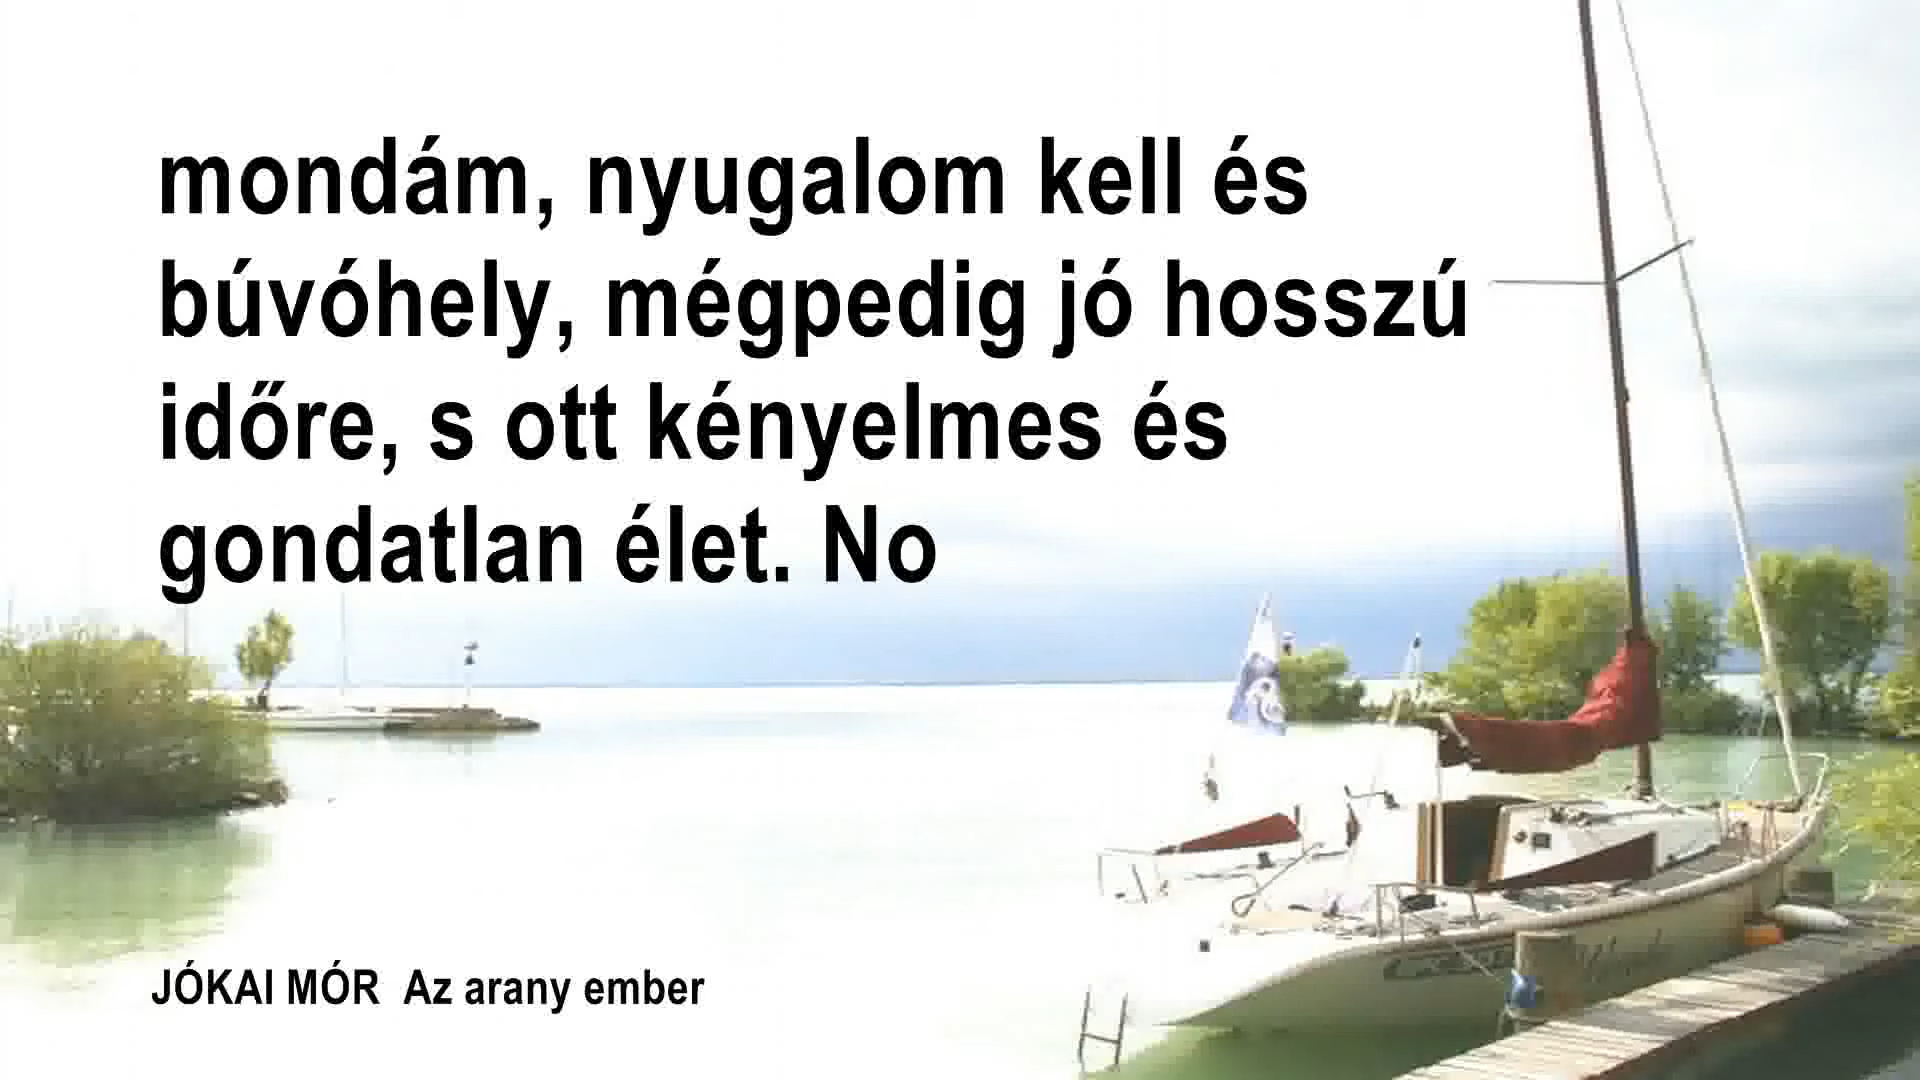 mondám, nyugalom kell és
búvóhely, mégpedig jó hosszú
időre, s ott kényelmes és
gondatlan élet. No
JÓKAI MÓR  Az arany ember